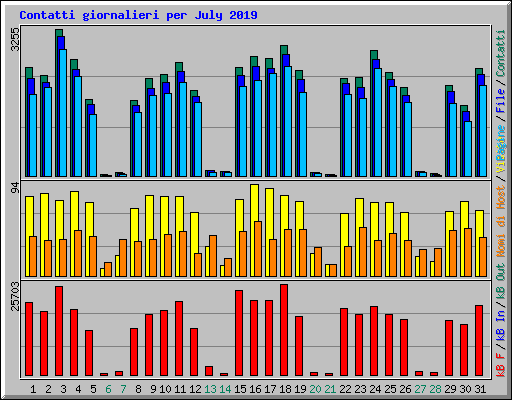 Contatti giornalieri per July 2019
3255
94
25703
kB F/kB In/kB Out Nomi di Host/Visite/Pagine/File/Contatti
1 2 3 4 5 6 7 8 9 10 11 12 13 14 15 16 17 18 19 20 21 22 23 24 25 26 27 28 29 30 31